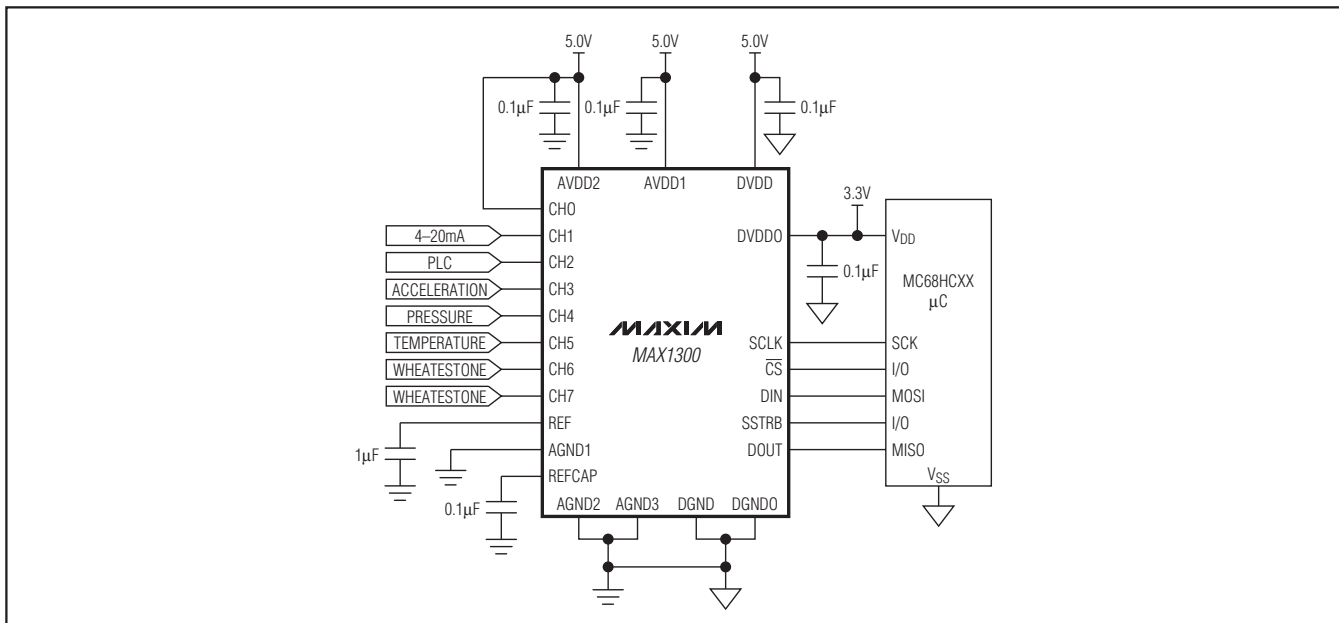 5.0V 5.0V 5.0V
0.1µF 0.1µF 0.1µF
AVDD2 AVDD1 DVDD
3.3V
CH0
4–20mA CH1 DVDDO VDD
PLC CH2
0.1µF
MC68HCXX
µC
ACCELERATION CH3
PRESSURE CH4
MAXIM
MAX1300
TEMPERATURE CH5 SCLK SCK
WHEATESTONE CH6 CS I/O
WHEATESTONE CH7 DIN MOSI
REF SSTRB I/O
1µF AGND1 DOUT MISO
REFCAP
VSS
0.1µF
AGND2 AGND3 DGND DGNDO